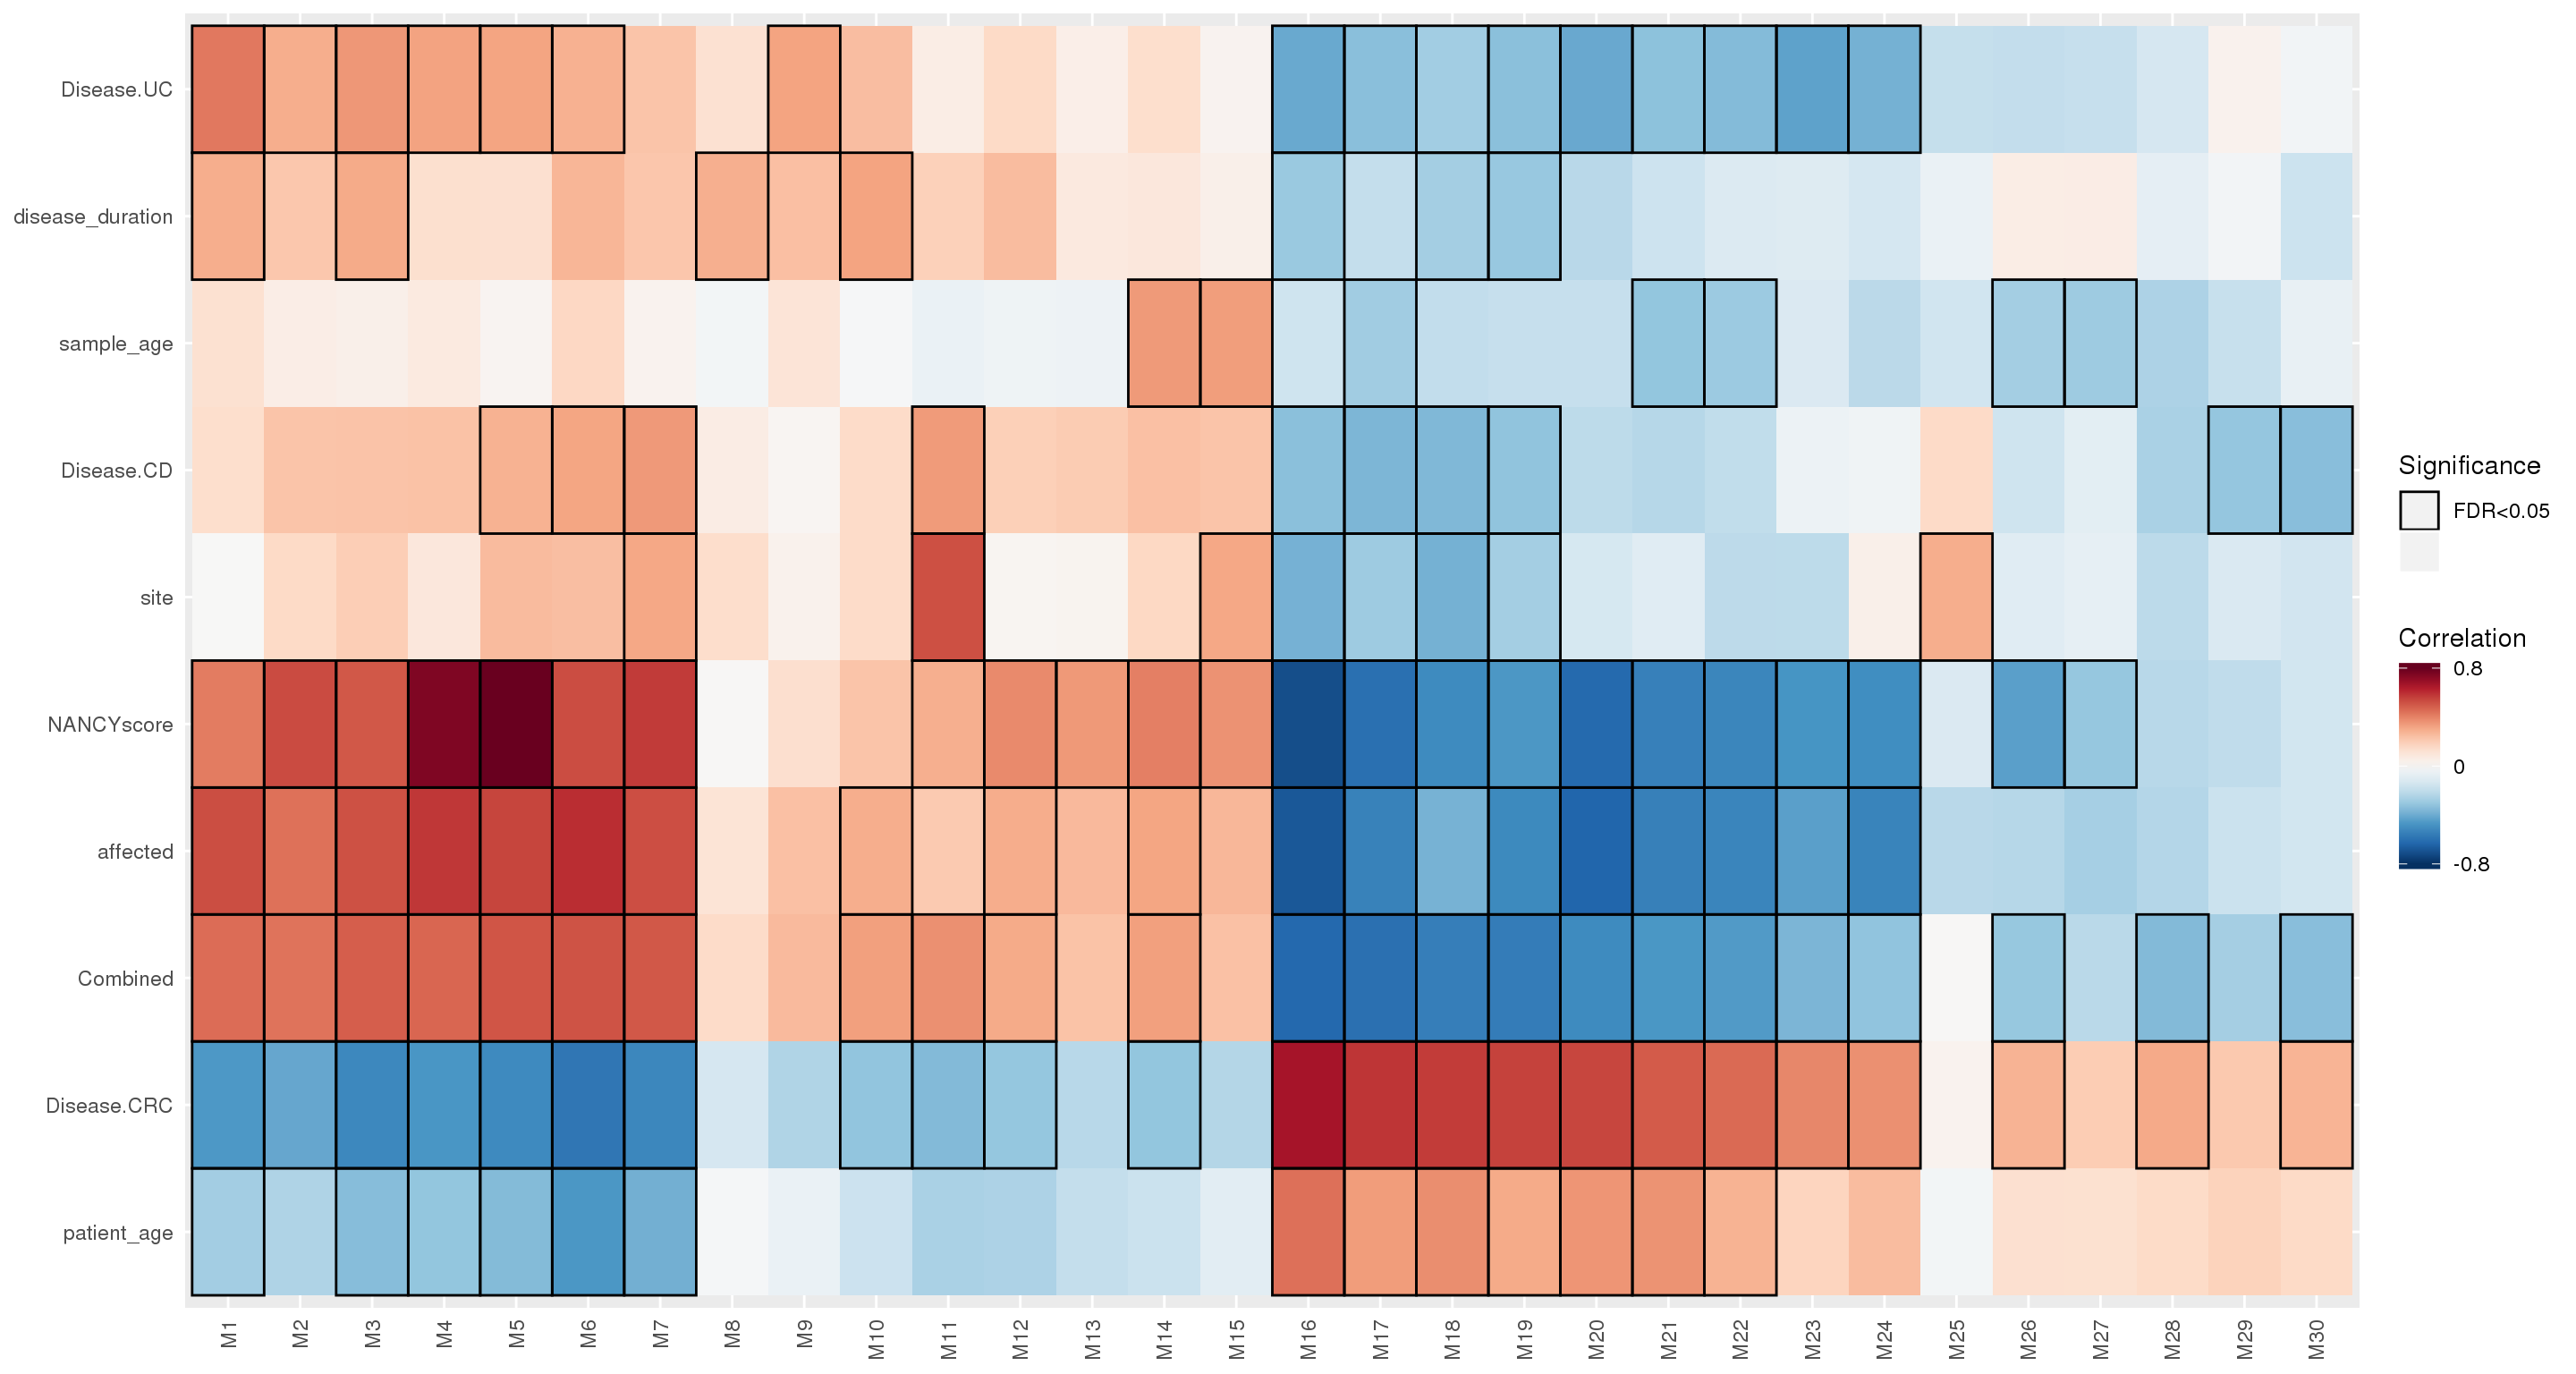 Disease.UC
disease_duration
sample_age
Disease.CD
site
NANCYscore
affected
Combined
Disease.CRC
patient_age
M1 M2 M3 M4 M5 M6 M7 M8 M9 M10 M11 M12 M13 M14 M15 M16 M17 M18 M19 M20 M21 M22 M23 M24 M25 M26 M27 M28 M29 M30
Significance
FDR<0.05
Correlation
0.8
0
-0.8